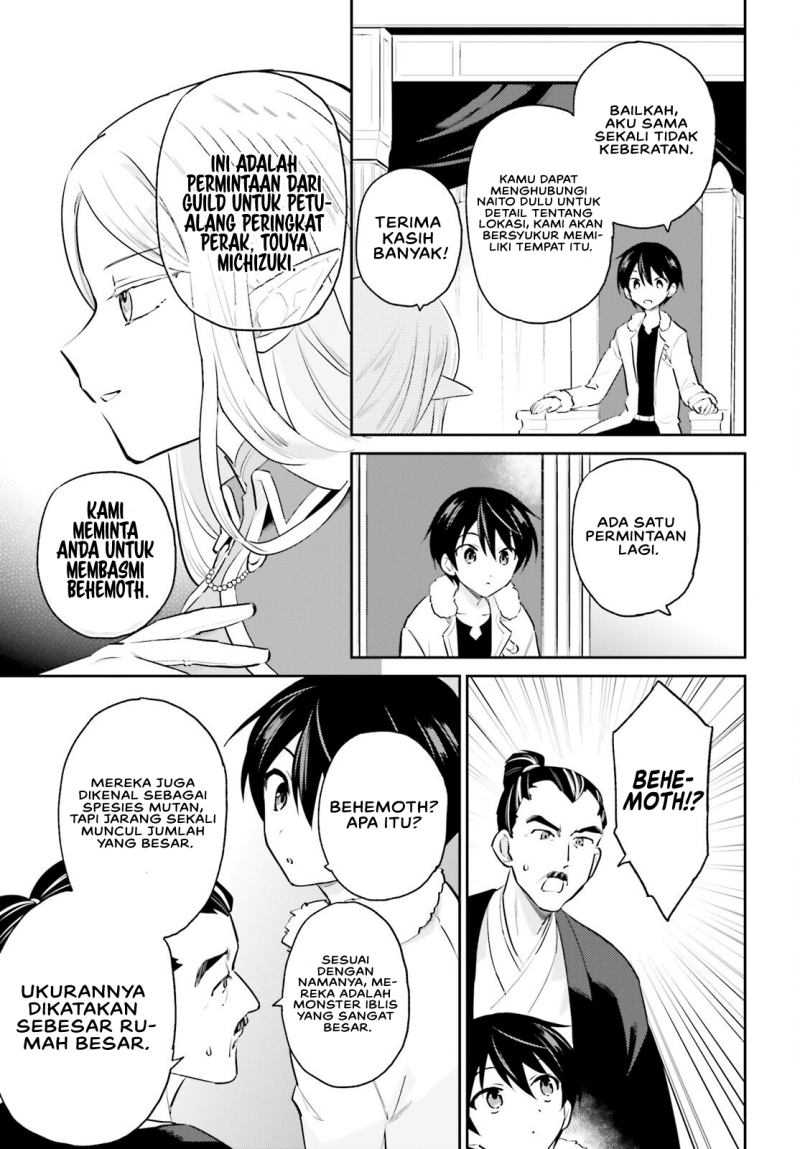 BAILKAH,
AKU SAMA
SEKALI TIDAK
KEBERATAN.
KAMU DAPAT
MENGHUBUNGI
NAITO DULU UNTUK
DETAIL TENTANG
LOKASI, KAMI AKAN
BERSYUKUR MEMI-
LIKI TEMPAT ITU.
TERIMA
KASIH
BANYAK!
ADA SATU
PERMINTAAN
LAGI.
INI ADALAH
PERMINTAAN DARI
GUILD UNTUK PETU-
ALANG PERINGKAT
PERAK, TOUYA
MICHIZUKI.
KAMI
MEMINTA
ANDA UNTUK
MEMBASMI
BEHEMOTH.
BEHE-
MOTH!?
BEHEMOTH?
APA ITU?
SESUAI
DENGAN
NAMANYA, ME-
REKA ADALAH
MONSTER IBLIS
YANG SANGAT
BESAR.
MEREKA JUGA
DIKENAL SEBAGAI
SPESIES MUTAN,
TAPI JARANG SEKALI
MUNCUL JUMLAH
YANG BESAR.
UKURANNYA
DIKATAKAN
SEBESAR RU-
MAH BESAR.